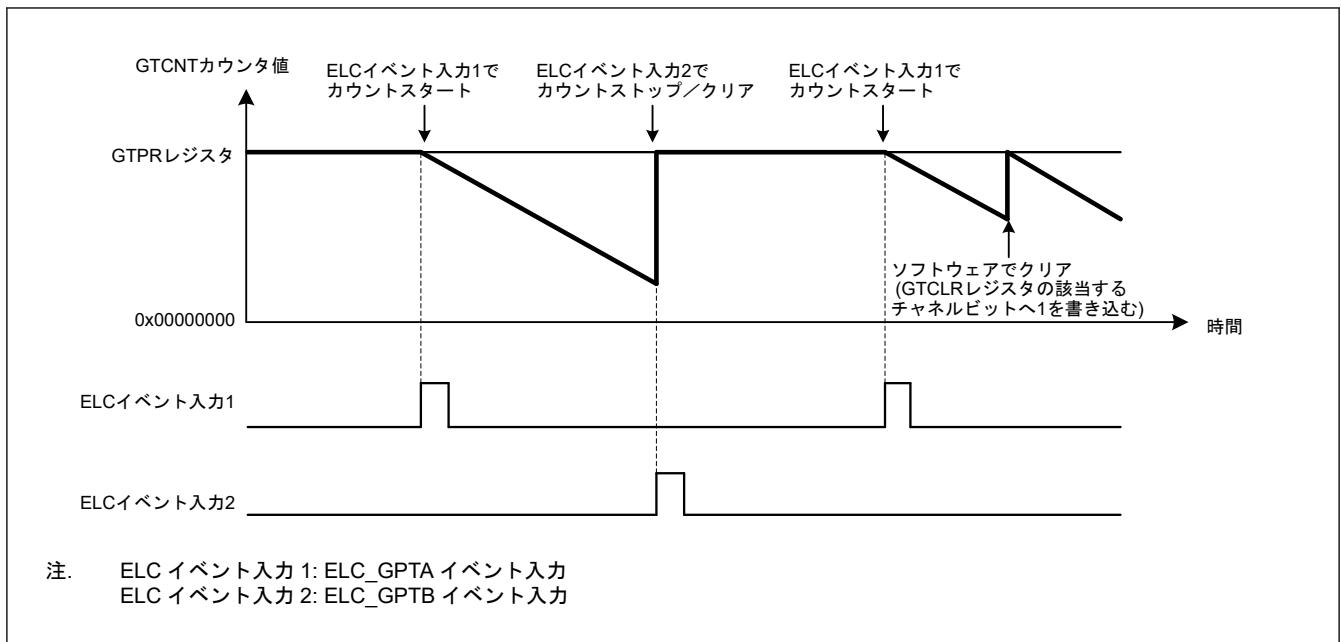 GTCNTカウンタ値
ELCイベント入力1で
カウントスタート
ELCイベント入力2で
カウントストップ／クリア
ELCイベント入力1で
カウントスタート
GTPRレジスタ
ソフトウェアでクリア
(GTCLRレジスタの該当する
チャネルビットへ1を書き込む)
0x00000000
時間
ELCイベント入力1
ELCイベント入力2
注. ELC イベント入力 1: ELC_GPTA イベント入力
ELC イベント入力 2: ELC_GPTB イベント入力